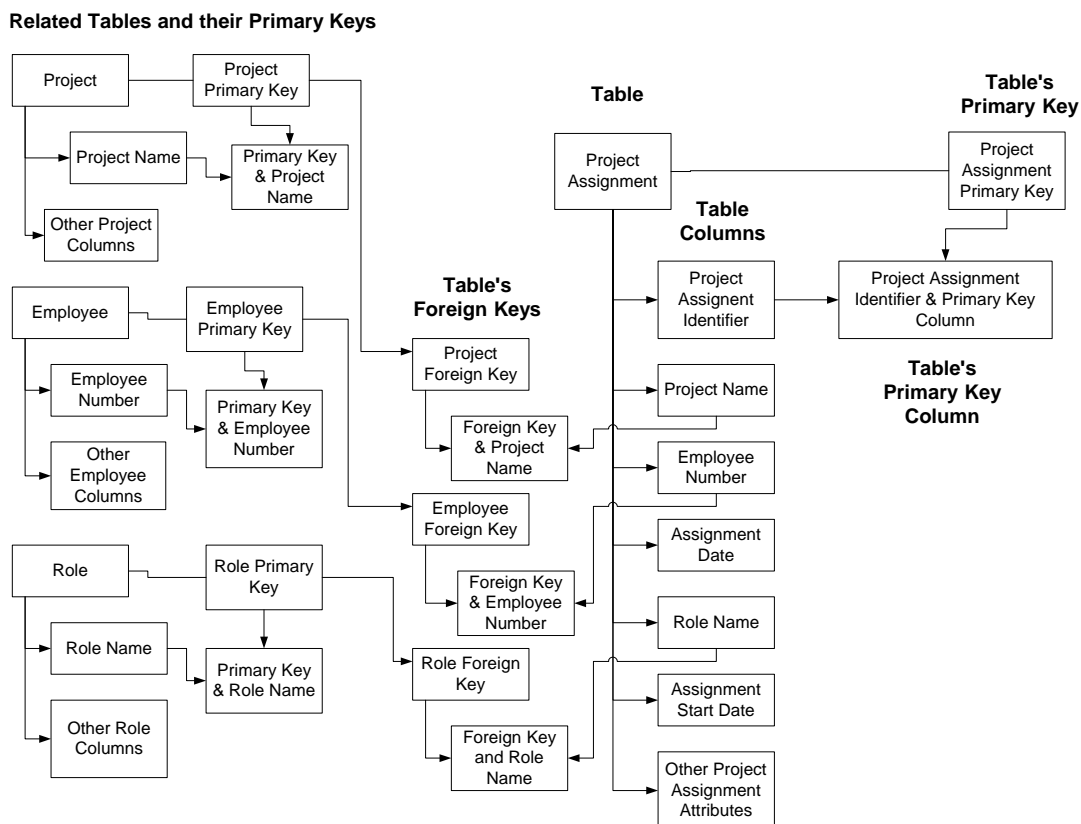 Related Tables and their Primary Keys
Project
Project
Primary Key
Project Name
Primary Key
& Project
Name
Other Project
Columns
Employee
Employee
Primary Key
Employee
Number
Primary Key
& Employee
Number
Other
Employee
Columns
Role
Role Primary
Key
Role Name
Primary Key
& Role Name
Other Role
Columns
Table's
Foreign Keys
Project
Foreign Key
Foreign Key
& Project
Name
Employee
Foreign Key
Foreign Key
& Employee
Number
Role Foreign
Key
Foreign Key
and Role
Name
Table
Project
Assignment
Table
Columns
Project
Assignent
Identifier
Project Name
Employee
Number
Assignment
Date
Role Name
Assignment
Start Date
Other Project
Assignment
Attributes
Table's
Primary Key
Project
Assignment
Primary Key
Project Assignment
Identifier & Primary Key
Column
Table's
Primary Key
Column